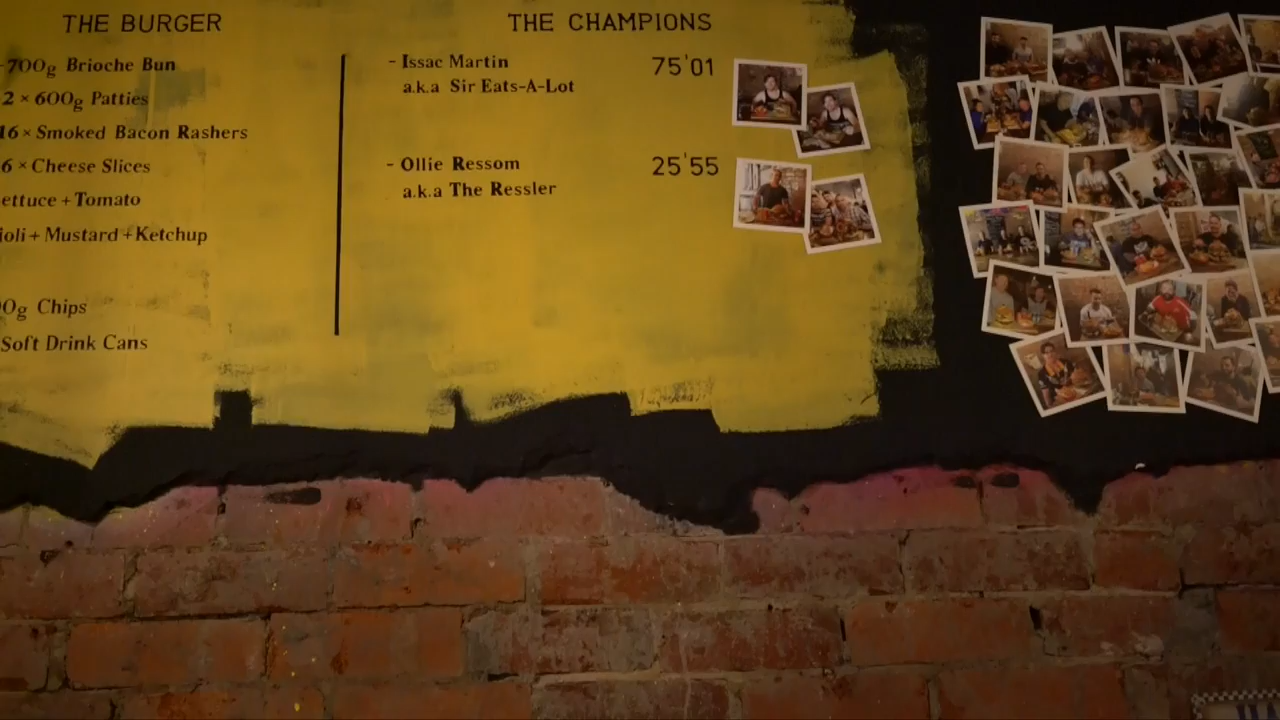 THE BURGER
-700g Brioche Bun
2 × 600g Patties
16 × Smoked Bacon Rashers
6 × Cheese Slices
ettuce + Tomato
ioli + Mustard + Ketchup
0g Chips
Soft Drink Cans
THE CHAMPIONS
- Issac Martin 75'01
a.k.a Sir Eats-A-Lot
- Ollie Ressom 25'55
a.k.a The Ressler